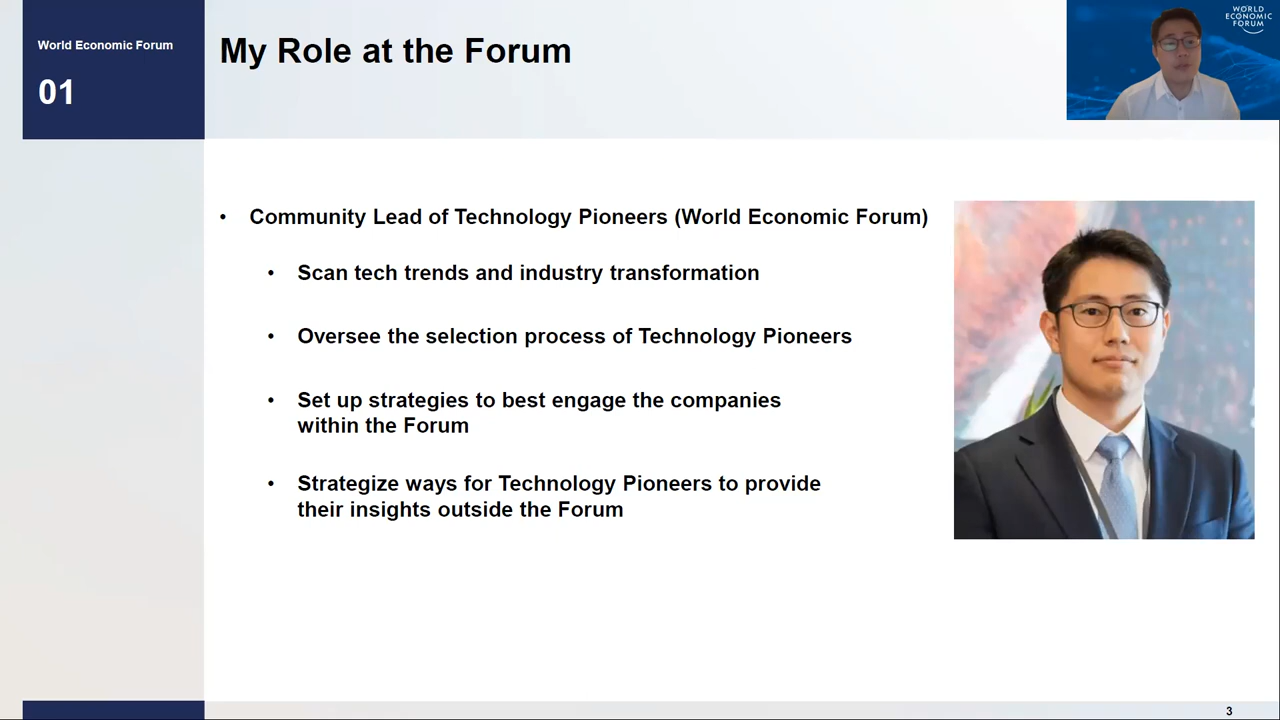 World Economic Forum
01
My Role at the Forum
WORLD
ECONOMIC
FORUM
• Community Lead of Technology Pioneers (World Economic Forum)
• Scan tech trends and industry transformation
• Oversee the selection process of Technology Pioneers
• Set up strategies to best engage the companies
within the Forum
• Strategize ways for Technology Pioneers to provide
their insights outside the Forum
3